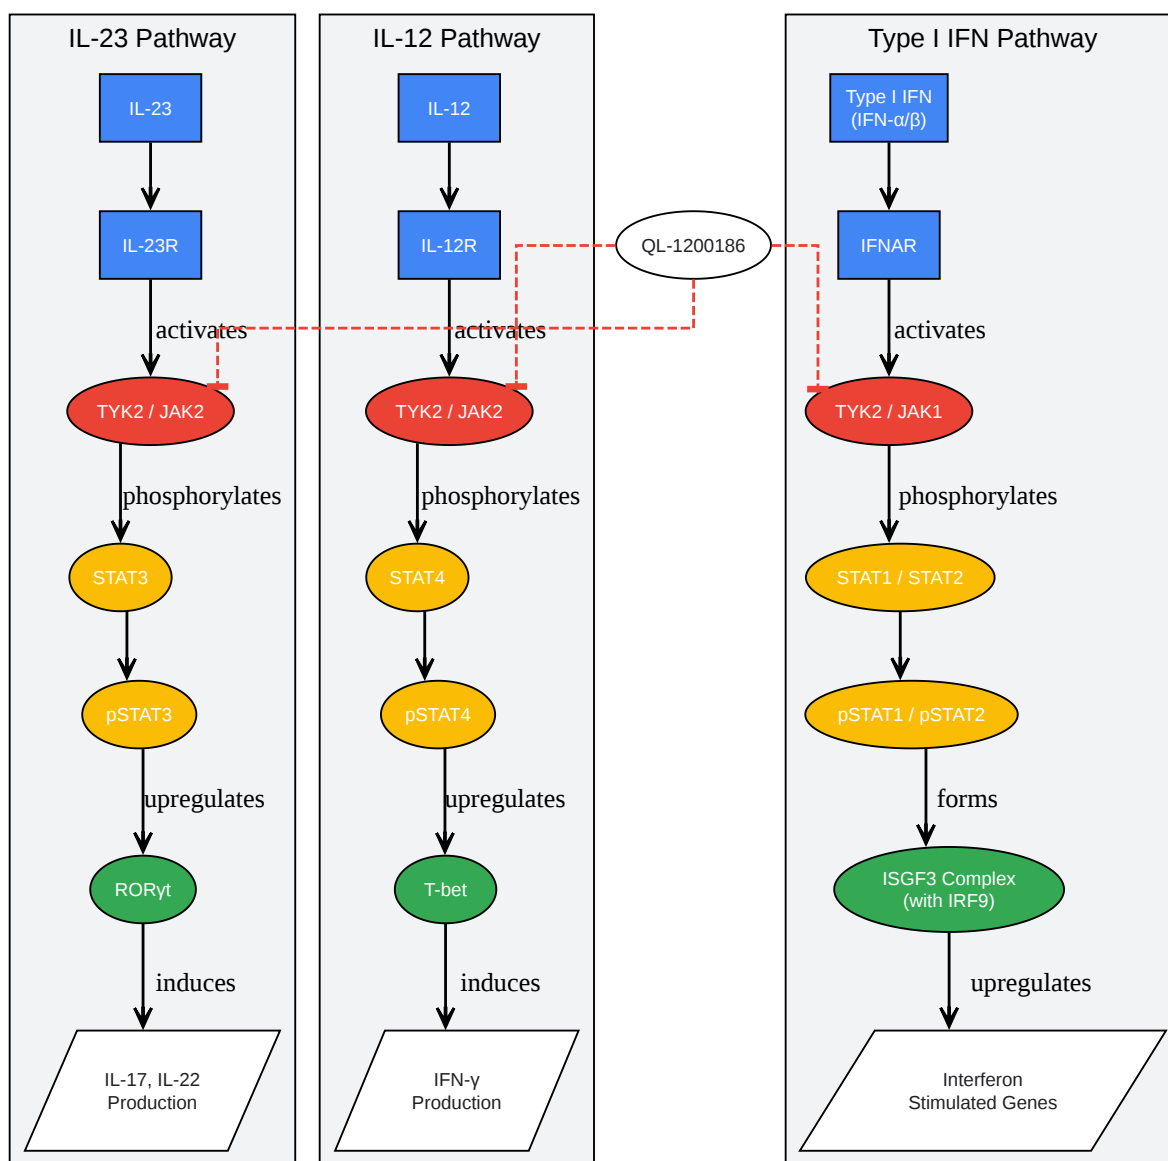 IL-23 Pathway
IL-23
IL-23R
activates
TYK2 / JAK2
phosphorylates
STAT3
pSTAT3
upregulates
RORγt
induces
IL-17, IL-22
Production
IL-12 Pathway
IL-12
IL-12R
activates
TYK2 / JAK2
phosphorylates
STAT4
pSTAT4
upregulates
T-bet
induces
IFN-γ
Production
QL-1200186
Type I IFN Pathway
Type I IFN
(IFN-α/β)
IFNAR
activates
TYK2 / JAK1
phosphorylates
STAT1 / STAT2
pSTAT1 / pSTAT2
forms
ISGF3 Complex
(with IRF9)
upregulates
Interferon
Stimulated Genes